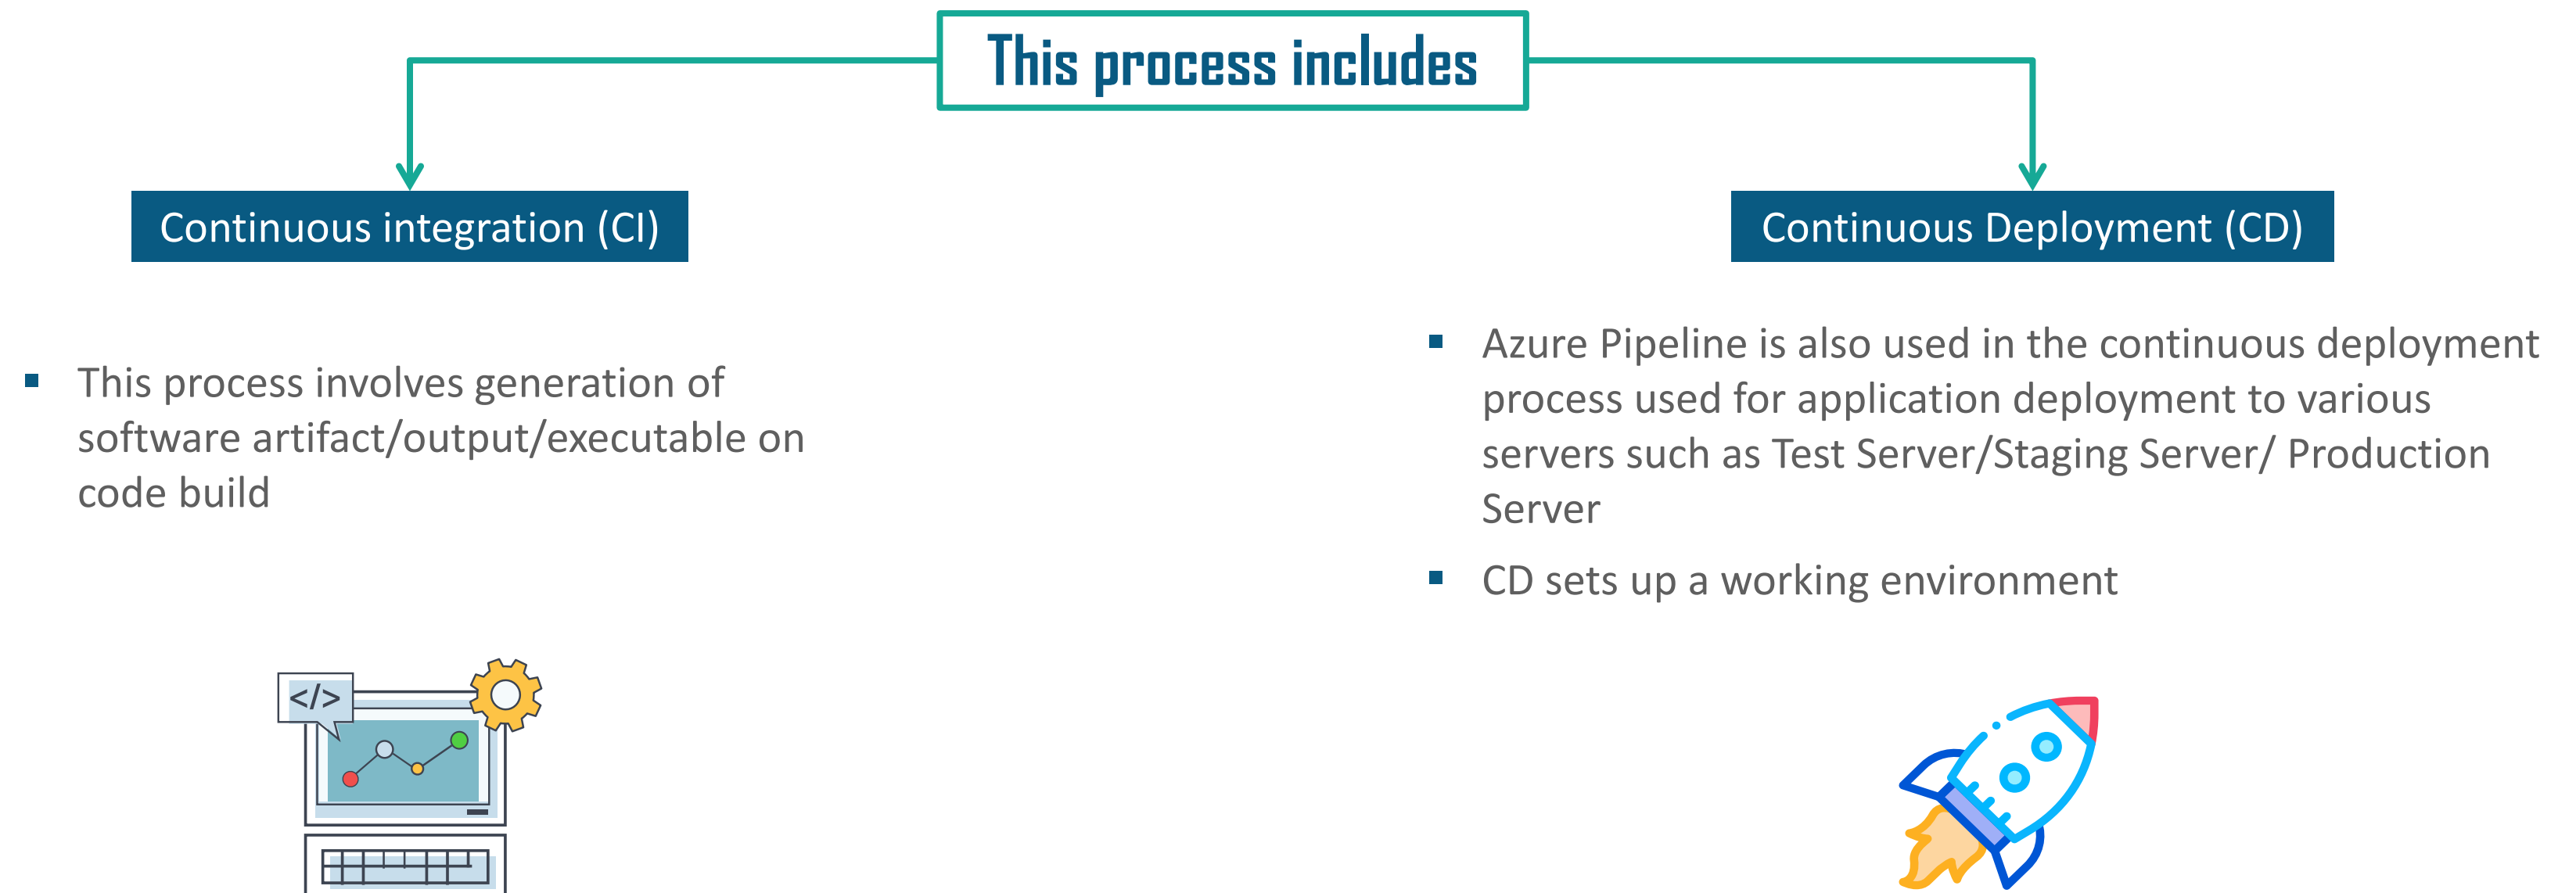 This process includes
Continuous integration (CI)
Continuous Deployment (CD)
▪ This process involves generation of
software artifact/output/executable on
code build
▪ Azure Pipeline is also used in the continuous deployment
process used for application deployment to various
servers such as Test Server/Staging Server/ Production
Server
▪ CD sets up a working environment
</>